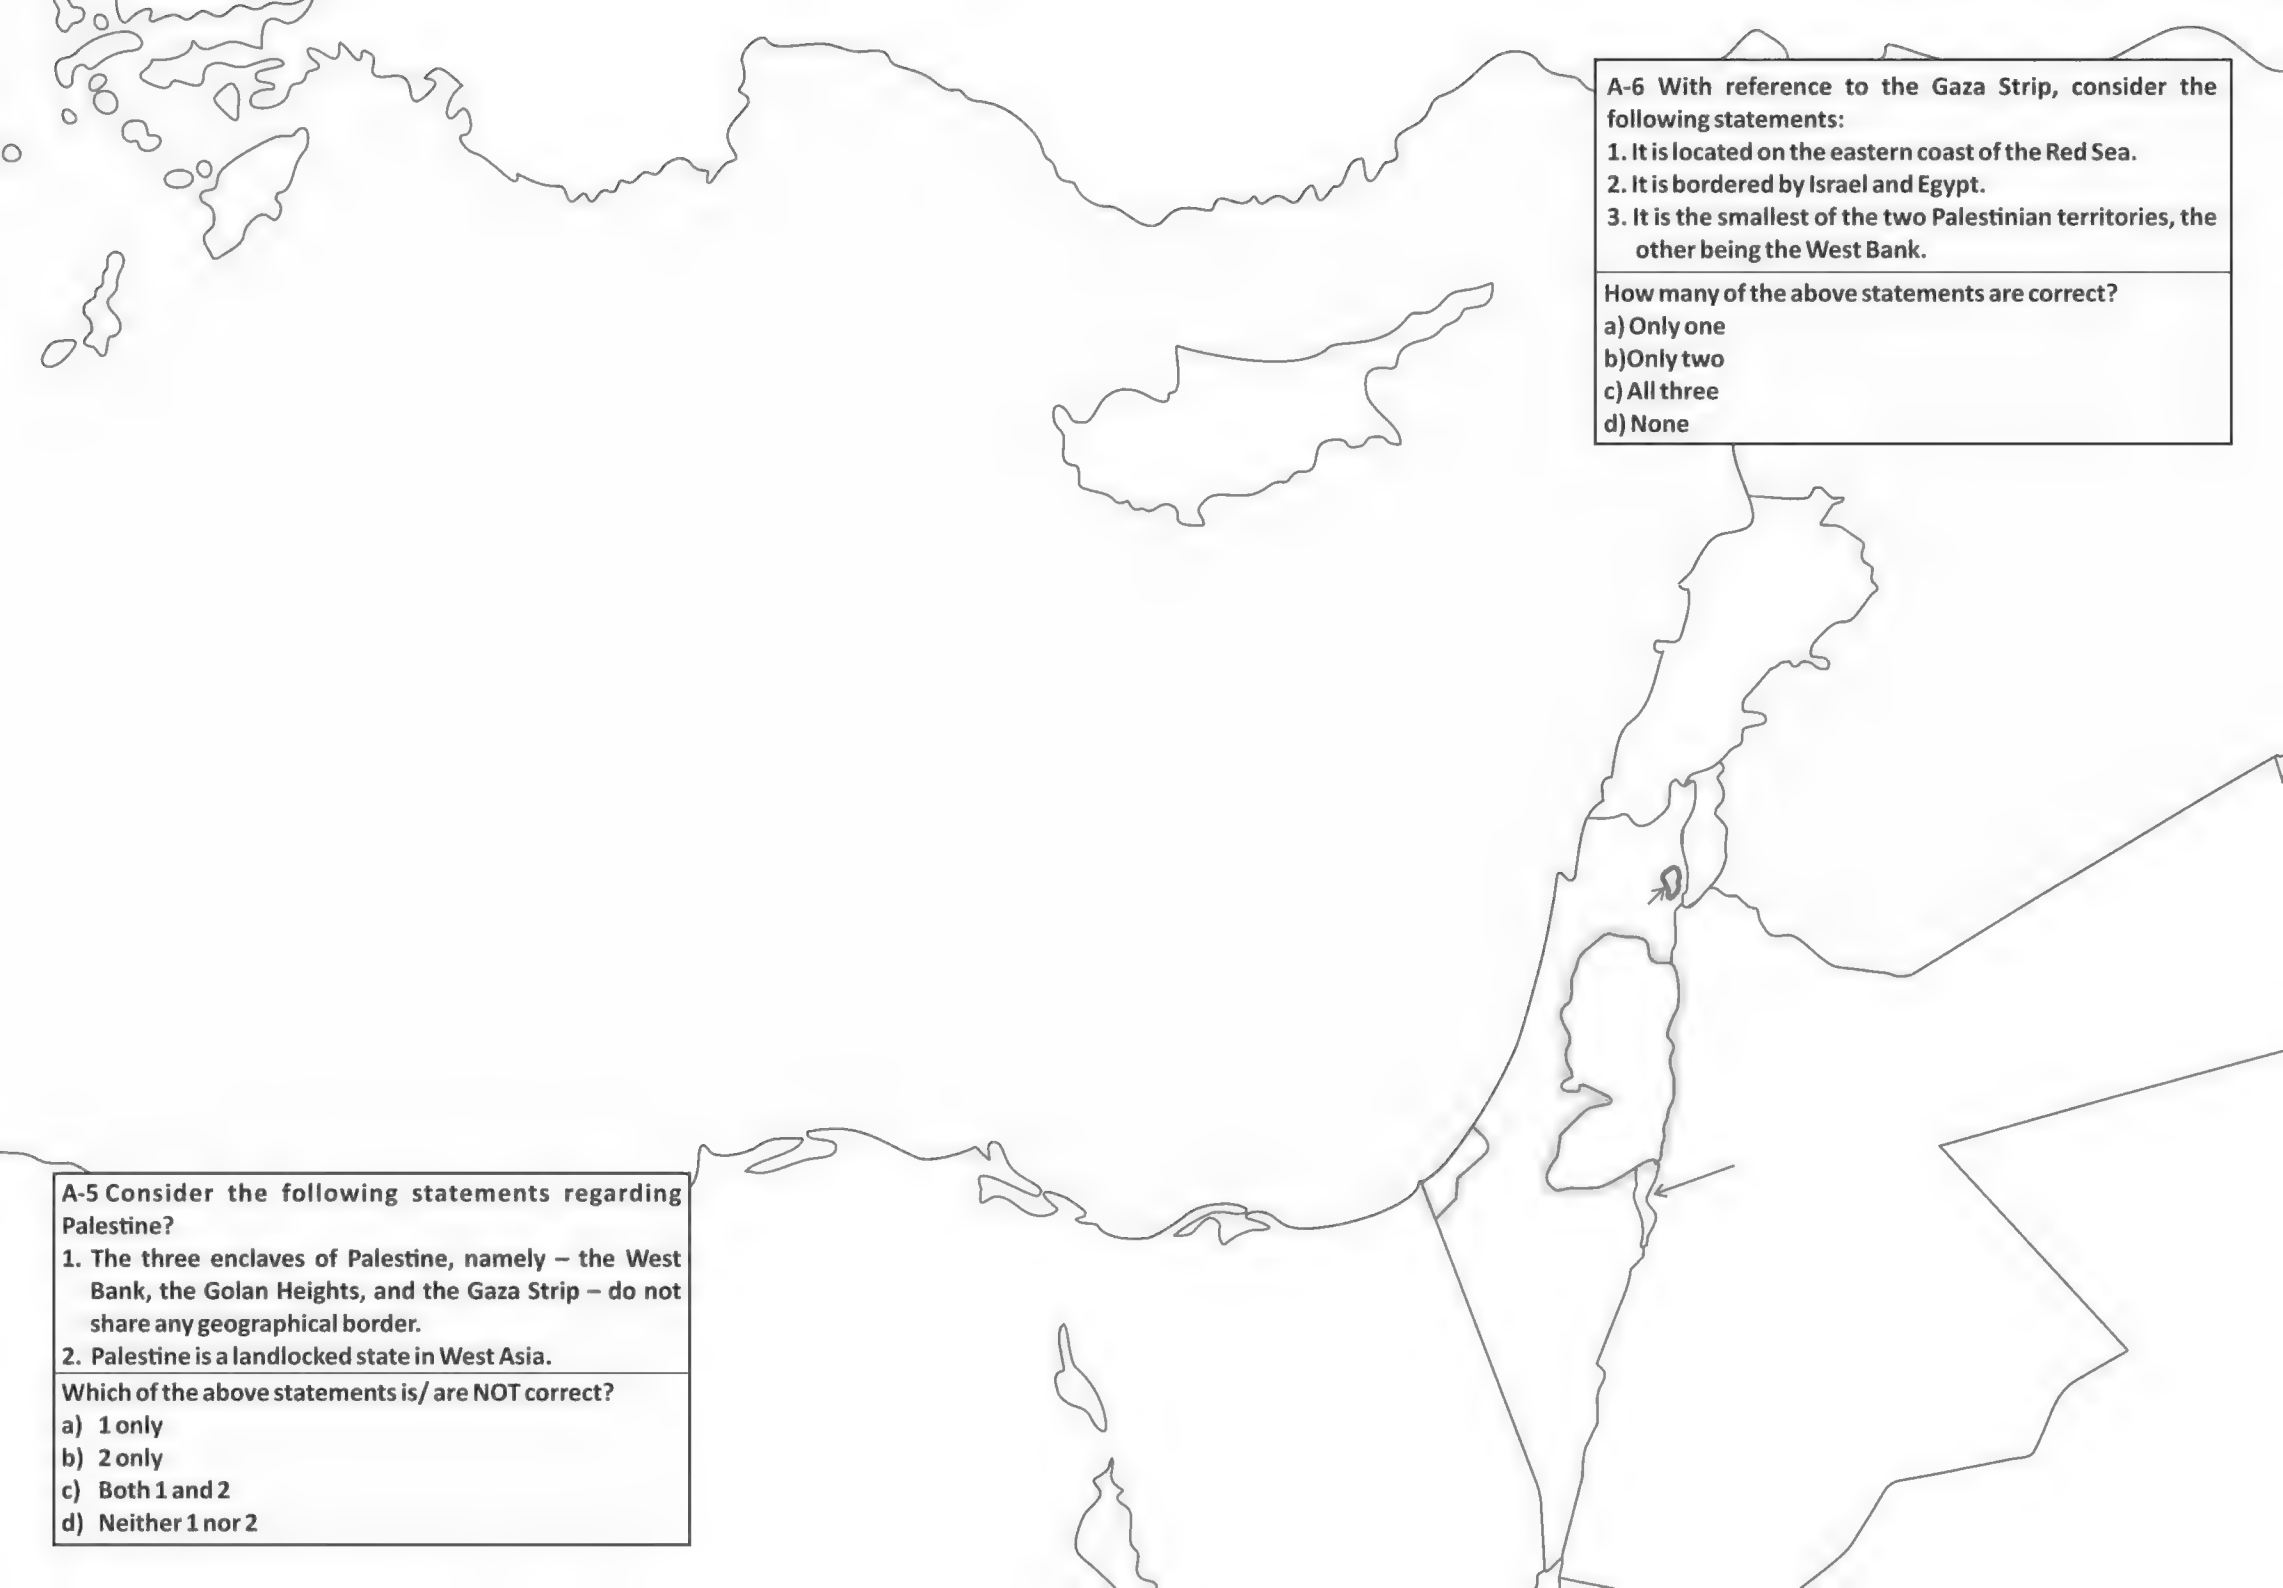 A-6 With reference to the Gaza Strip, consider the
following statements:
1. It is located on the eastern coast of the Red Sea.
2. It is bordered by Israel and Egypt.
3. It is the smallest of the two Palestinian territories, the
other being the West Bank.
How many of the above statements are correct?
a) Only one
b)Only two
c) All three
d) None
A-5 Consider the following statements regarding
Palestine?
1. The three enclaves of Palestine, namely – the West
Bank, the Golan Heights, and the Gaza Strip – do not
share any geographical border.
2. Palestine is a landlocked state in West Asia.
Which of the above statements is/ are NOT correct?
a) 1 only
b) 2 only
c) Both 1 and 2
d) Neither 1 nor 2